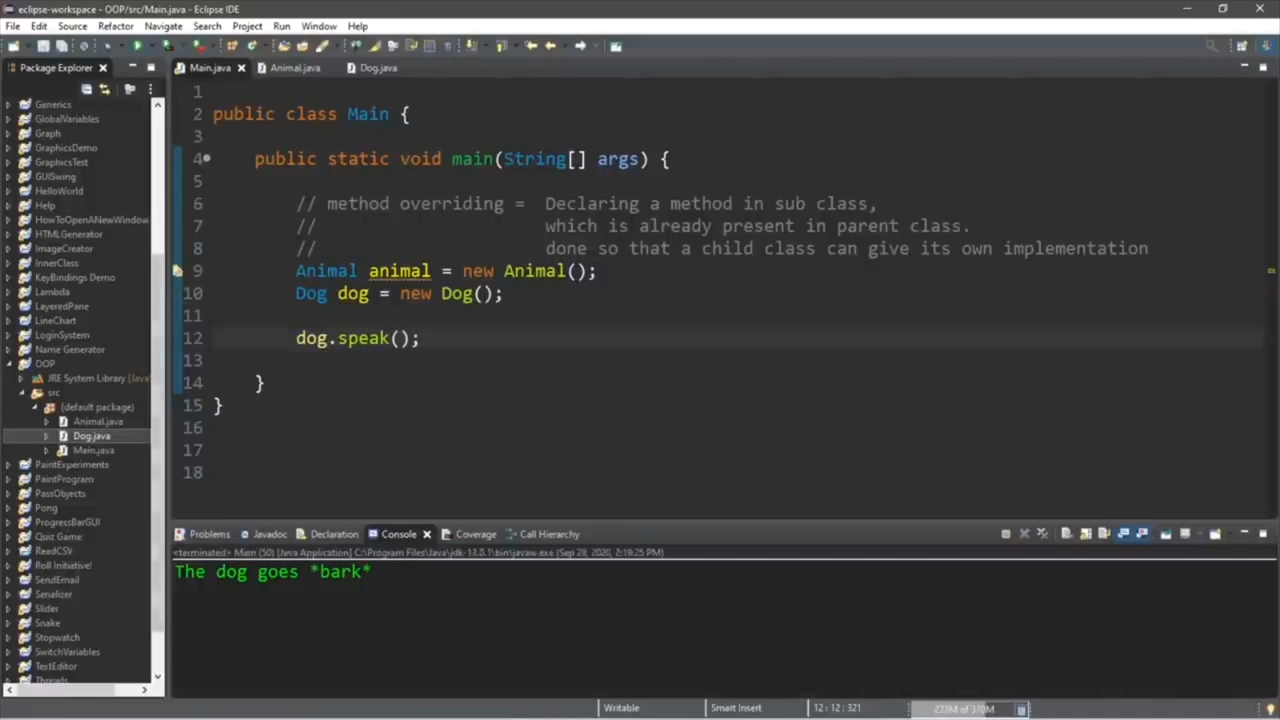 eclipse-workspace - OOP/src/Main.java - Eclipse IDE
File Edit Source Refactor Navigate Search Project Run Window Help
Package Explorer
Main.java Animal.java Dog.java
Generics
GlobalVariables
Graph
GraphicsDemo
GraphicsTest
GUISwing
HelloWorld
Help
HowToOpenANewWindow
HTMLGenerator
ImageCreator
InnerClass
KeyBindings Demo
Lambda
LayeredPane
LineChart
LoginSystem
Name Generator
OOP
JRE System Library [Java
src
(default package)
Animal.java
Dog.java
Main.java
PaintExperiments
PaintProgram
PassObjects
Pong
ProgressBarGUI
Quiz Game
ReadCSV
Roll Initiative!
SendEmail
Serializer
Slider
Snake
Stopwatch
SwitchVariables
TextEditor
Threads
1
2 public class Main {
3
4 public static void main(String[] args) {
5
6 // method overriding = Declaring a method in sub class,
7 // which is already present in parent class.
8 // done so that a child class can give its own implementation
9 Animal animal = new Animal();
10 Dog dog = new Dog();
11
12 dog.speak();
13
14 }
15 }
16
17
18
Problems Javadoc Declaration Console Coverage Call Hierarchy
<terminated> Main (50) [Java Application] C:\Program Files\Java\jdk-13.0.1\bin\javaw.exe (Sep 29, 2020, 2:19:25 PM)
The dog goes *bark*
Writable Smart Insert 12 : 12 : 321